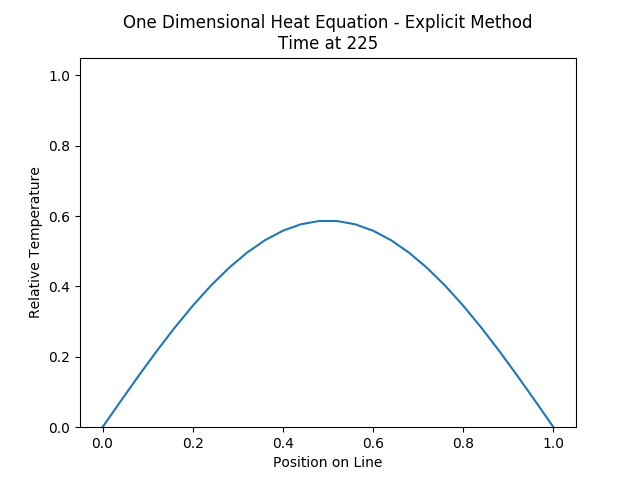 One Dimensional Heat Equation - Explicit Method
Time at 225
1.0
0.8
0.6
0.4
0.2
0.0
Relative Temperature
0.0 0.2 0.4 0.6 0.8 1.0
Position on Line